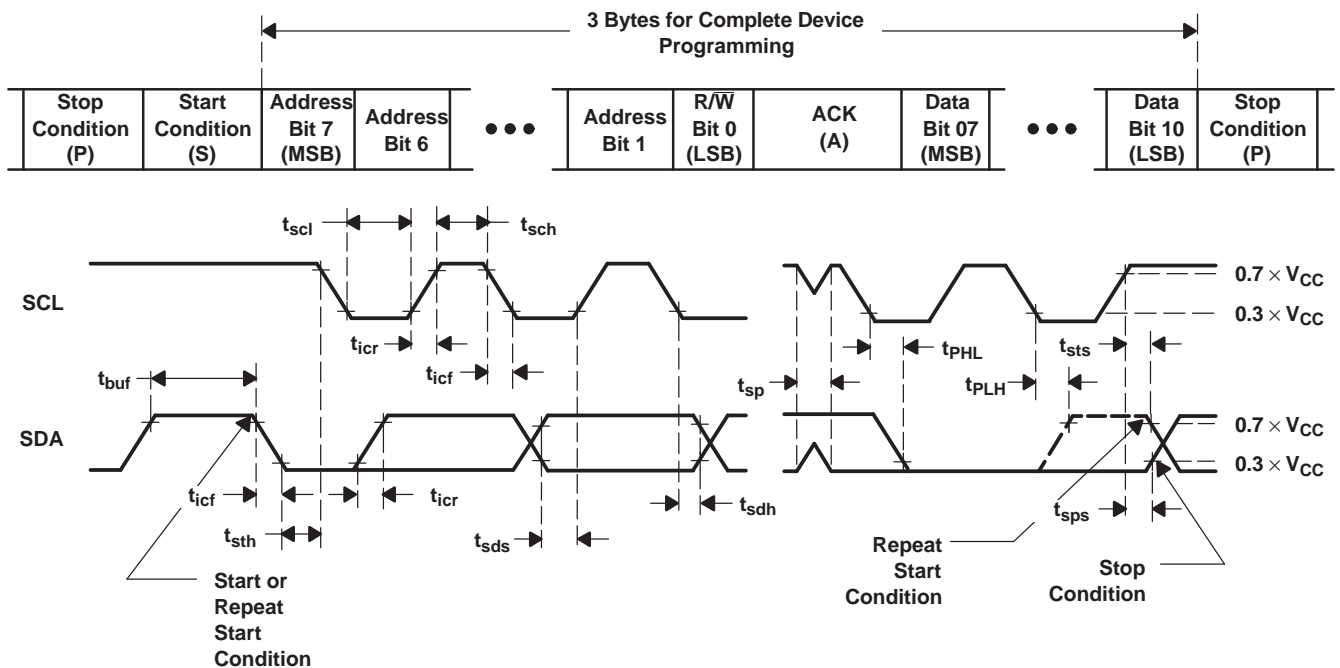 3 Bytes for Complete Device
Programming
Stop
Condition
(P)
Start
Condition
(S)
Address
Bit 7
(MSB)
Address
Bit 6
•••
Address
Bit 1
R/W̅
Bit 0
(LSB)
ACK
(A)
Data
Bit 07
(MSB)
•••
Data
Bit 10
(LSB)
Stop
Condition
(P)
tscl
tsch
SCL
0.7 × VCC
0.3 × VCC
ticr
tPHL
tsts
tbuf
ticf
tsp
tPLH
SDA
0.7 × VCC
0.3 × VCC
ticf
ticr
tsdh
tsps
tsth
tsds
Start or
Repeat
Start
Condition
Repeat
Start
Condition
Stop
Condition